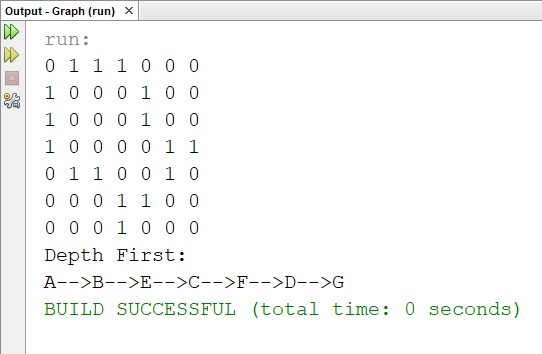 Output - Graph (run) ×
run:
0 1 1 1 0 0 0
1 0 0 0 1 0 0
1 0 0 0 1 0 0
1 0 0 0 0 1 1
0 1 1 0 0 1 0
0 0 0 1 1 0 0
0 0 0 1 0 0 0
Depth First:
A-->B-->E-->C-->F-->D-->G
BUILD SUCCESSFUL (total time: 0 seconds)